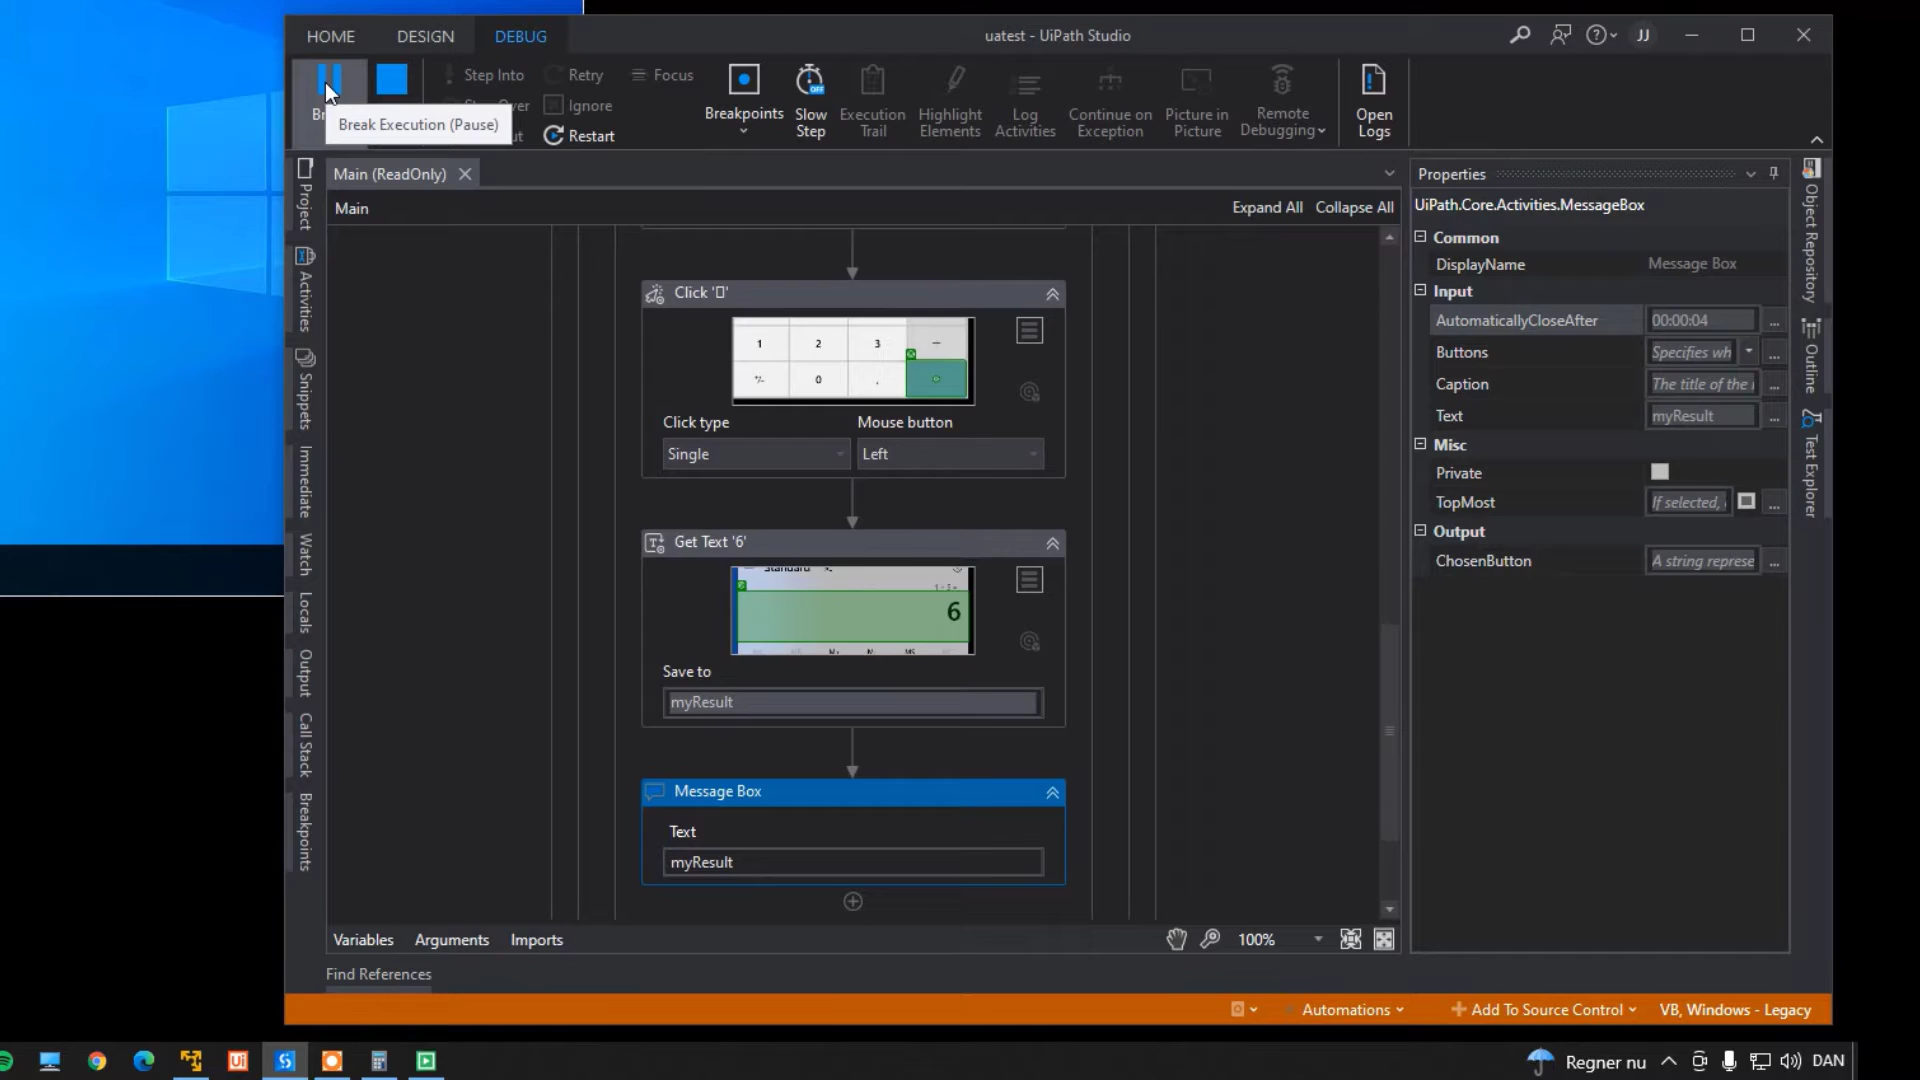 HOME
DESIGN
DEBUG
uatest - UiPath Studio
JJ
Step Into
Retry
Focus
Ignore
Restart
Break Execution (Pause)
Breakpoints
Slow Step
Execution Trail
Highlight Elements
Log Activities
Continue on Exception
Picture in Picture
Remote Debugging
Open Logs
Main (ReadOnly)
Main
Expand All
Collapse All
Project
Activities
Snippets
Immediate
Watch
Locals
Output
Call Stack
Breakpoints
Click '▯'
1 2 3
+/- 0 .
Click type
Mouse button
Single
Left
Get Text '6'
Standard
6
Save to
myResult
Message Box
Text
myResult
Variables
Arguments
Imports
100%
Find References
Properties
UiPath.Core.Activities.MessageBox
Common
DisplayName
Message Box
Input
AutomaticallyCloseAfter
00:00:04
...
Buttons
Specifies wh
...
Caption
The title of the
...
Text
myResult
...
Misc
Private
TopMost
If selected,
...
Output
ChosenButton
A string represe
...
Object Repository
Outline
Test Explorer
Automations
Add To Source Control
VB, Windows - Legacy
Ui
Regner nu
DAN